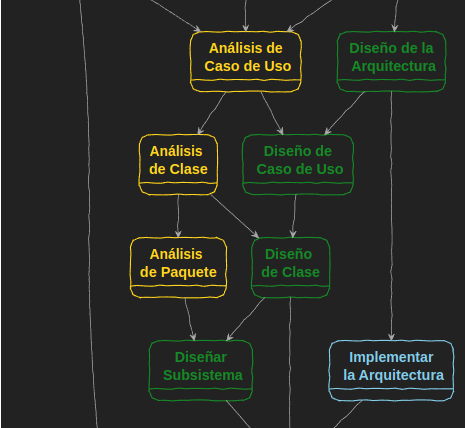 Análisis de
Caso de Uso
Diseño de la
Arquitectura
Análisis
de Clase
Diseño de
Caso de Uso
Análisis
de Paquete
Diseño
de Clase
Diseñar
Subsistema
Implementar
la Arquitectura